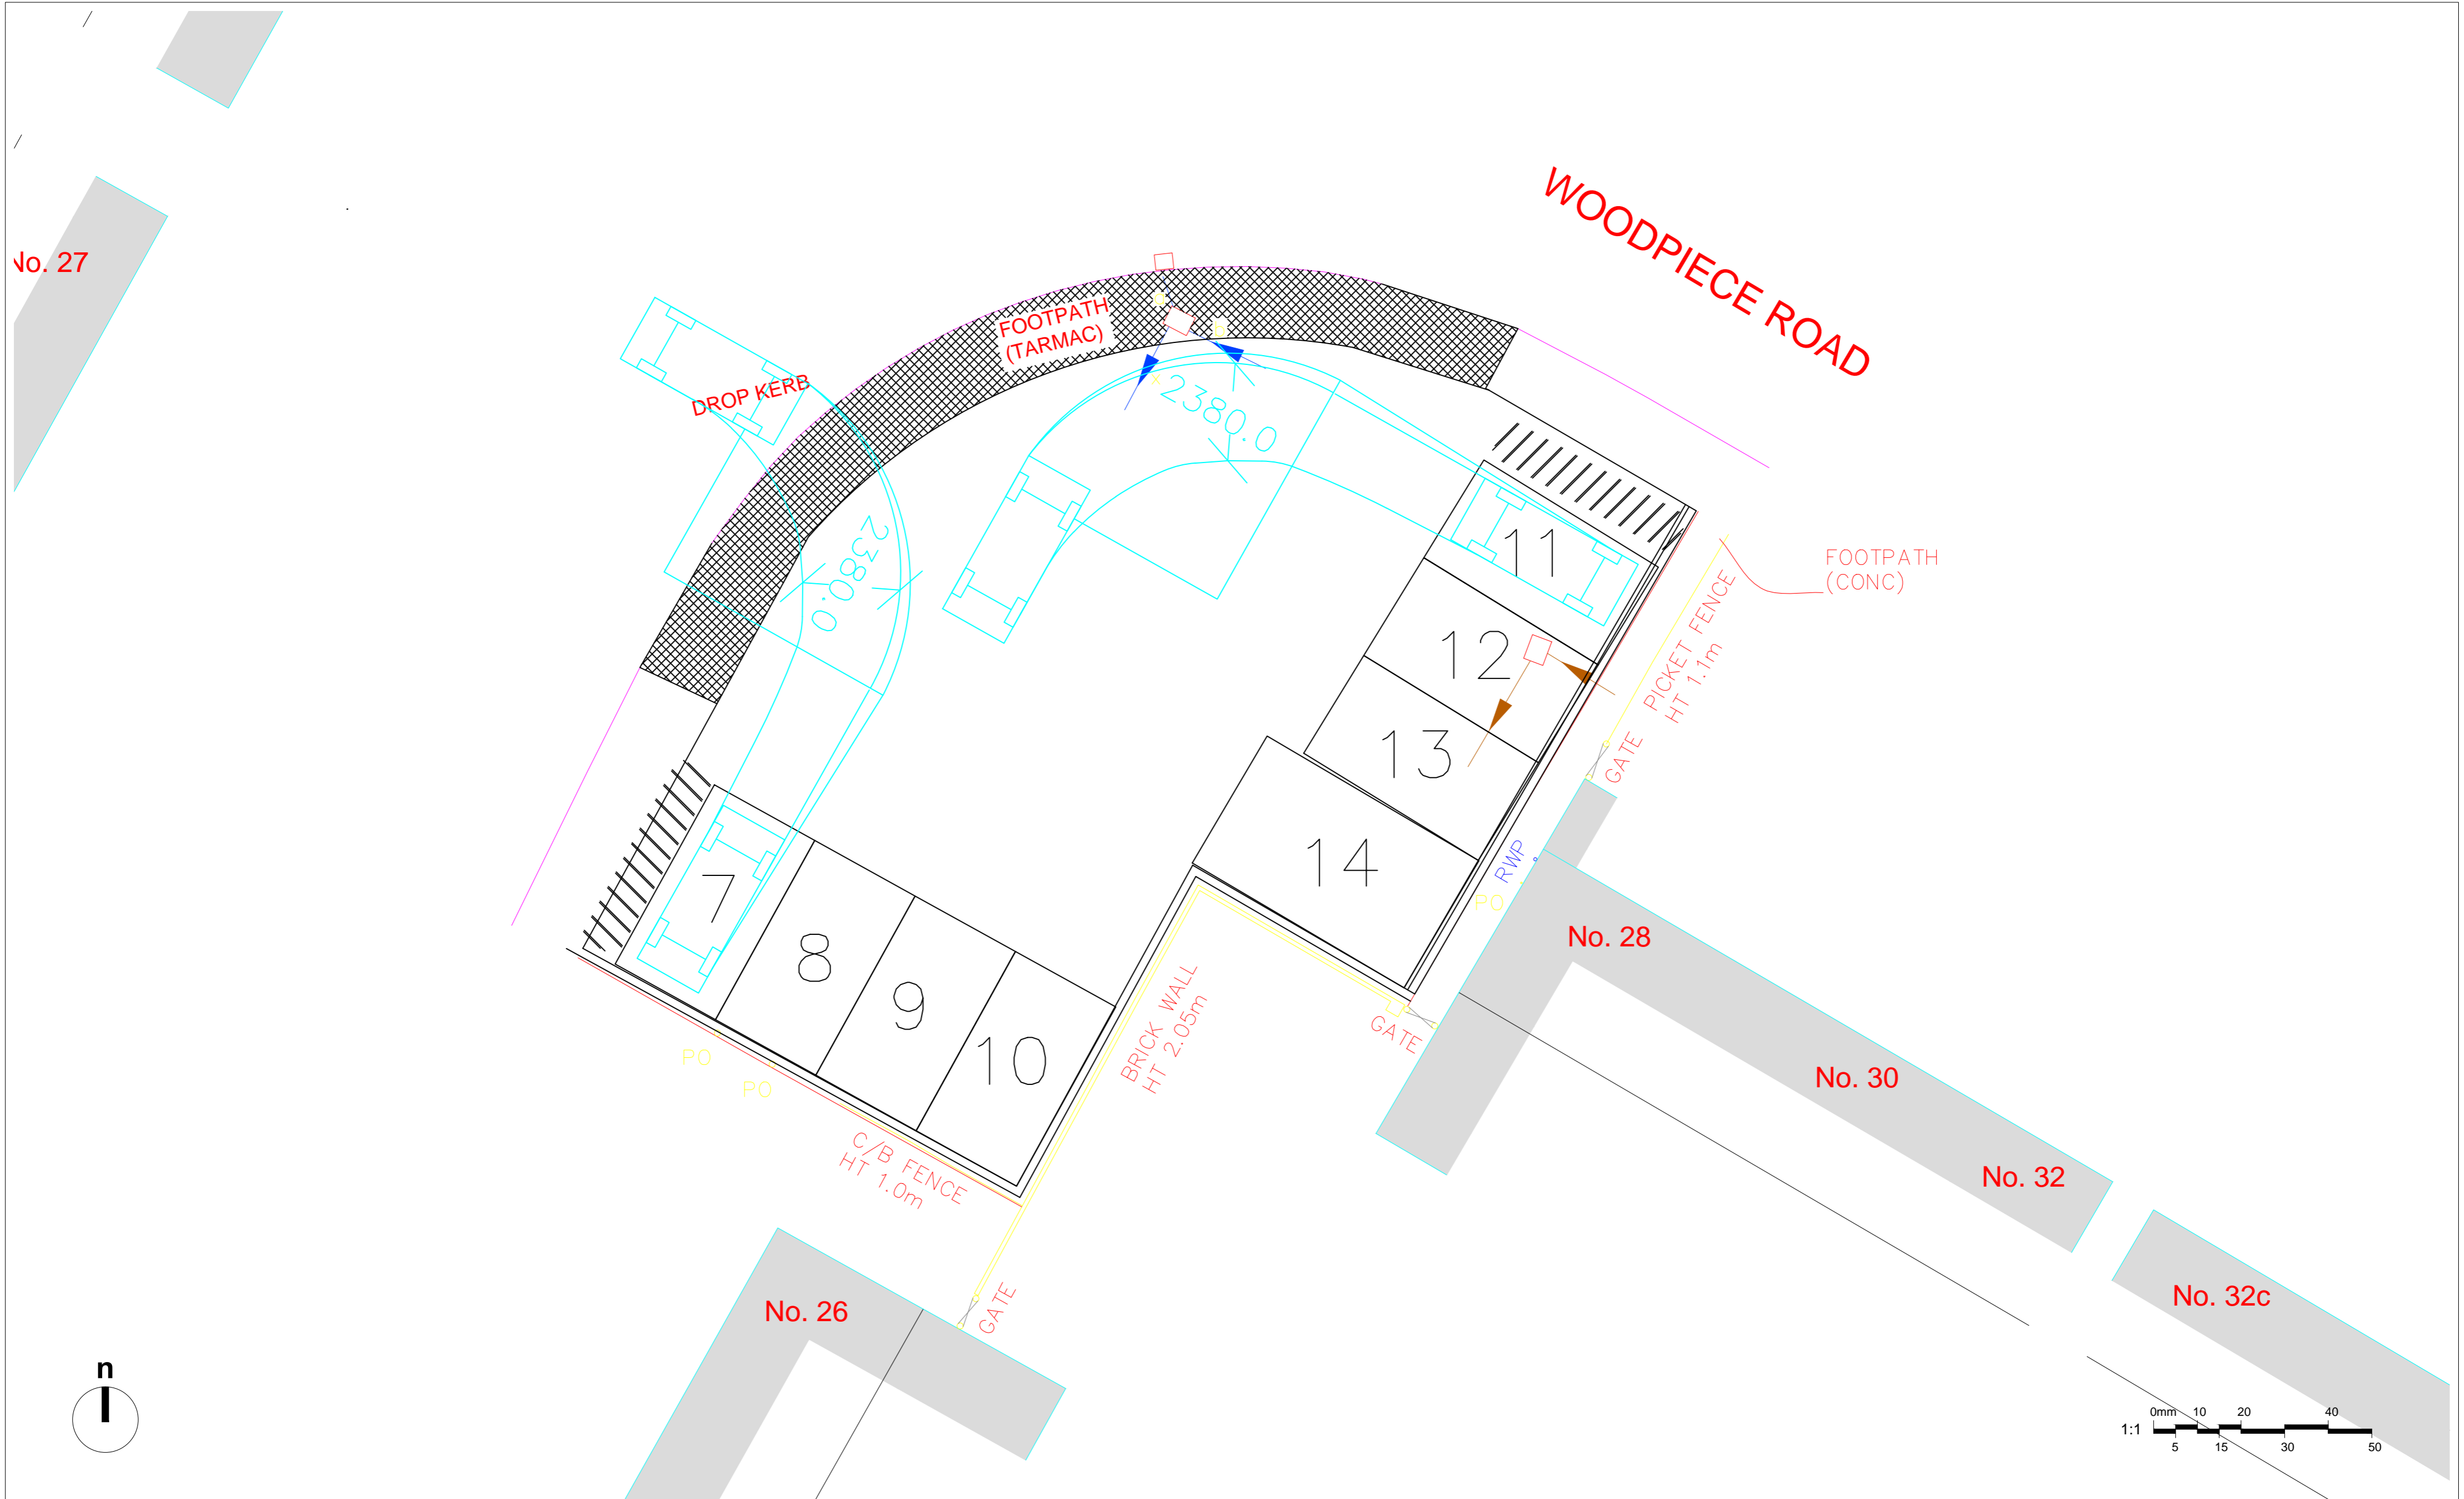 WOODPIECE ROAD
No. 27
FOOTPATH
(TARMAC)
DROP KERB
2380.0
2380.0
11
FOOTPATH
(CONC)
12
PICKET FENCE
HT 1.1m
13
GATE
14
RWP
PO
7
8
9
10
No. 28
BRICK WALL
HT 2.05m
GATE
PO
PO
No. 30
C/B FENCE
HT 1.0m
No. 32
No. 26
GATE
No. 32c
n
1:1
0mm 10 20 40
5 15 30 50